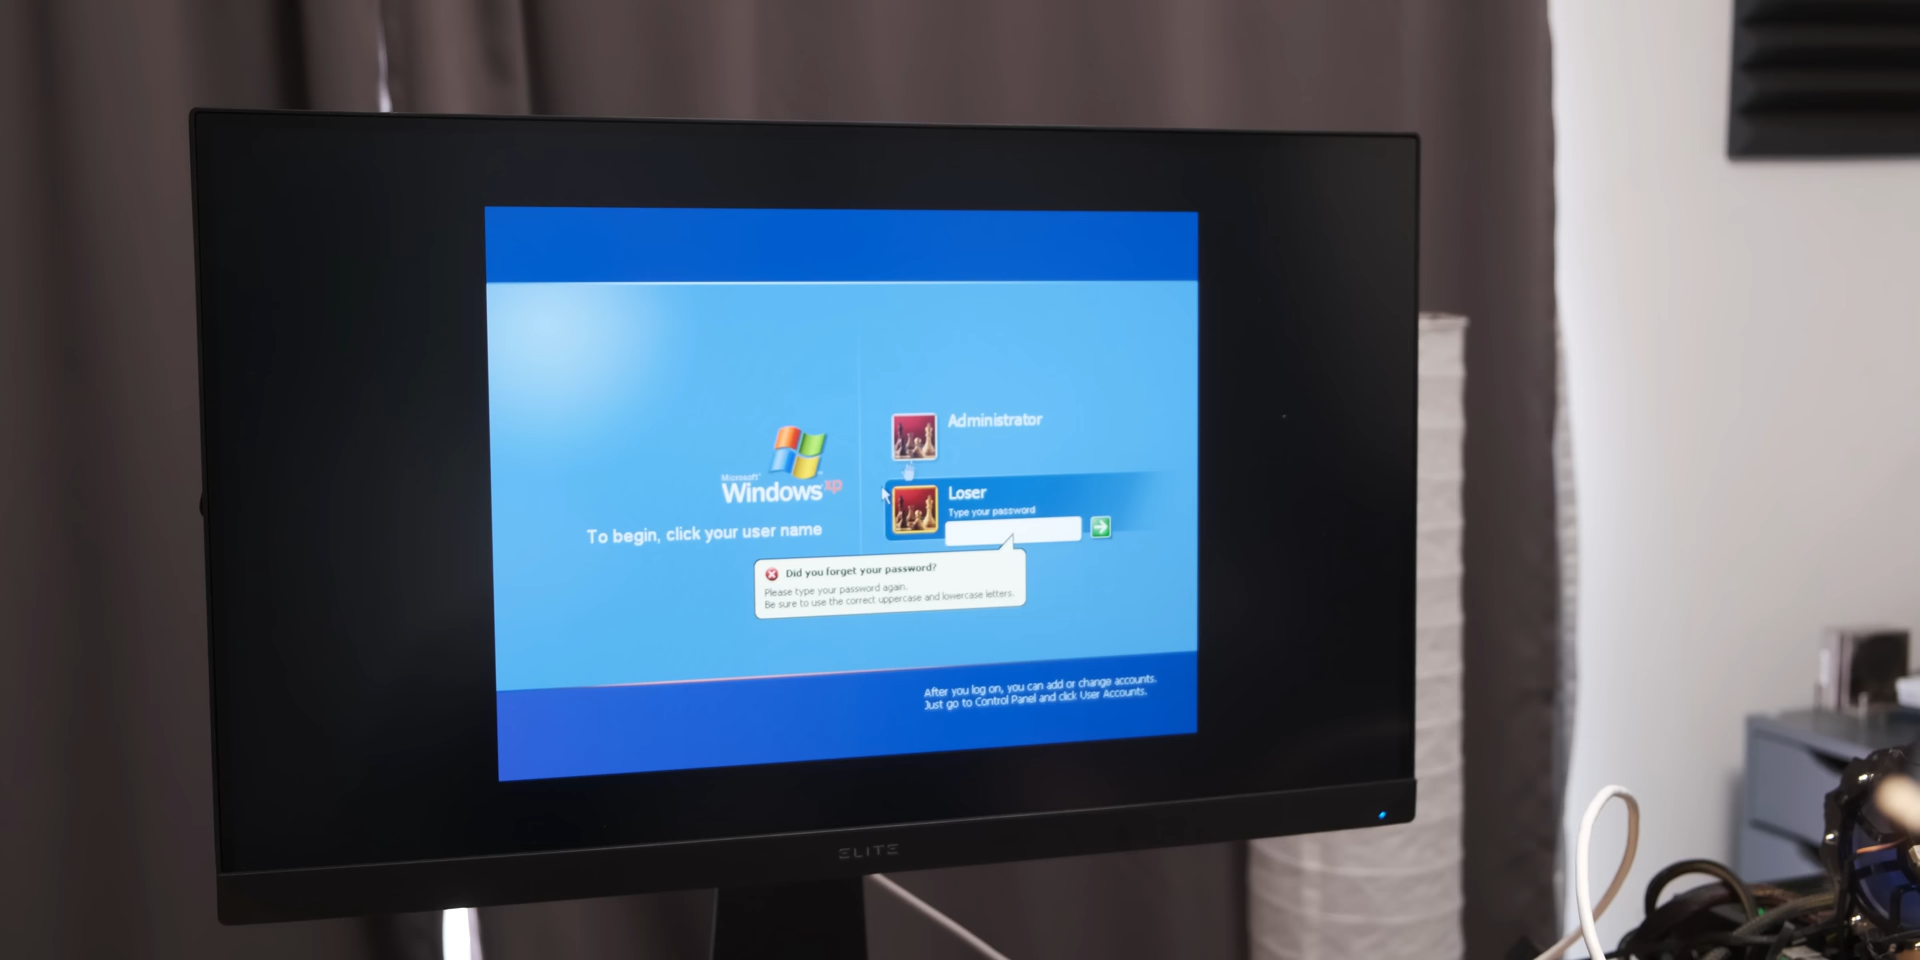 Administrator
Microsoft
Windows xp
Loser
Type your password
To begin, click your user name
Did you forget your password?
Please type your password again.
Be sure to use the correct uppercase and lowercase letters.
After you log on, you can add or change accounts.
Just go to Control Panel and click User Accounts.
ELITE